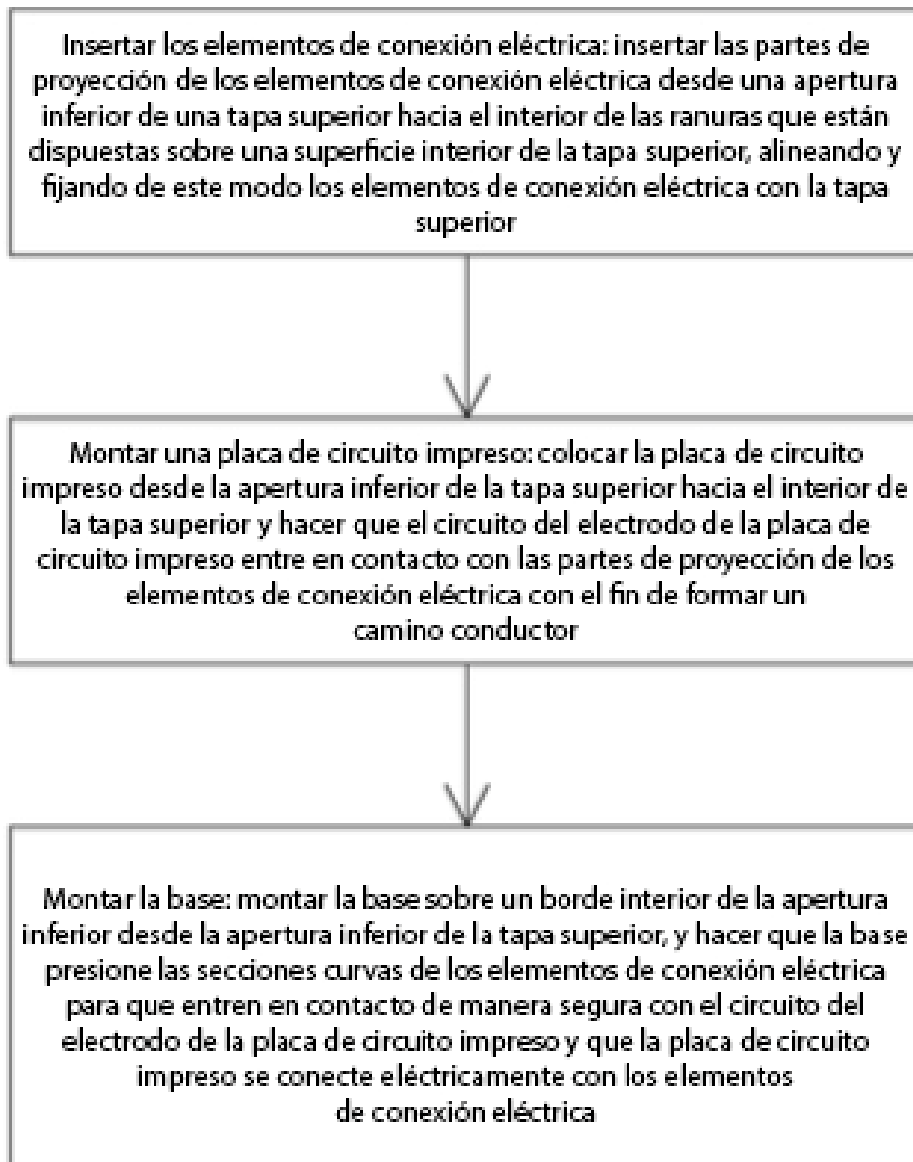 Insertar los elementos de conexión eléctrica: insertar las partes de
proyección de los elementos de conexión eléctrica desde una apertura
inferior de una tapa superior hacia el interior de las ranuras que están
dispuestas sobre una superficie interior de la tapa superior, alineando y
fijando de este modo los elementos de conexión eléctrica con la tapa
superior
Montar una placa de circuito impreso: colocar la placa de circuito
impreso desde la apertura inferior de la tapa superior hacia el interior de
la tapa superior y hacer que el circuito del electrodo de la placa de
circuito impreso entre en contacto con las partes de proyección de los
elementos de conexión eléctrica con el fin de formar un
camino conductor
Montar la base: montar la base sobre un borde interior de la apertura
inferior desde la apertura inferior de la tapa superior, y hacer que la base
presione las secciones curvas de los elementos de conexión eléctrica
para que entren en contacto de manera segura con el circuito del
electrodo de la placa de circuito impreso y que la placa de circuito
impreso se conecte eléctricamente con los elementos
de conexión eléctrica